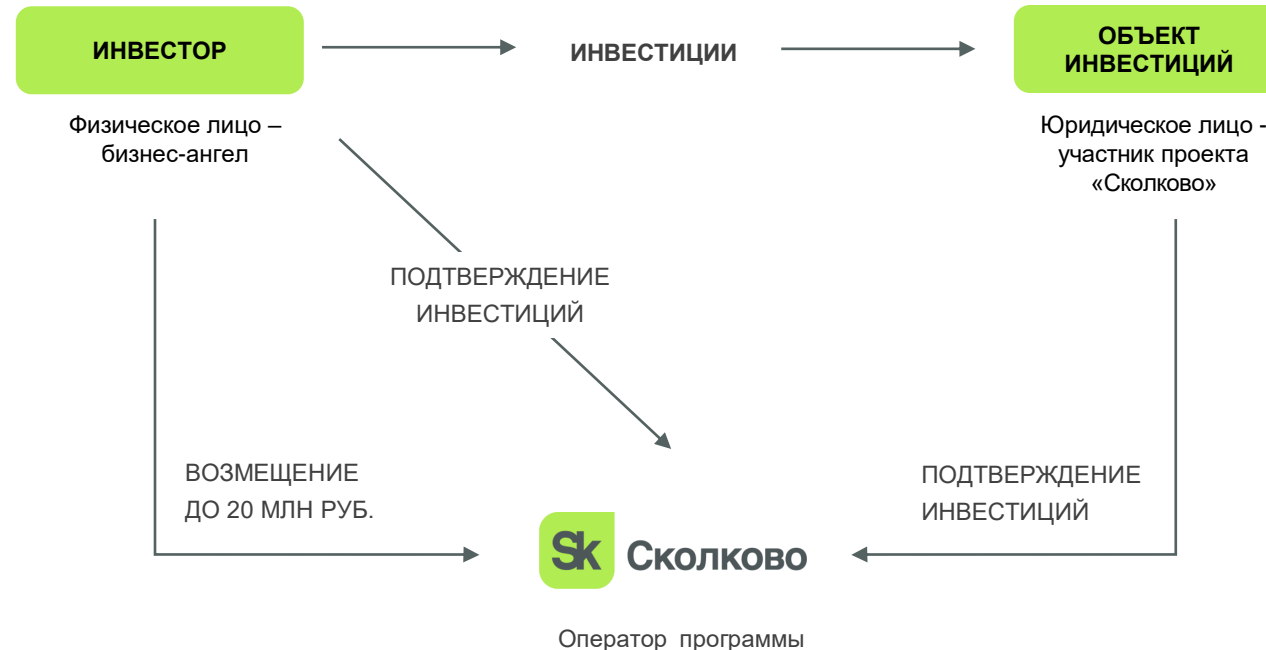 ИНВЕСТОР
ИНВЕСТИЦИИ
ОБЪЕКТ
ИНВЕСТИЦИЙ
Физическое лицо –
бизнес-ангел
Юридическое лицо -
участник проекта
«Сколково»
ПОДТВЕРЖДЕНИЕ
ИНВЕСТИЦИЙ
ВОЗМЕЩЕНИЕ
ДО 20 МЛН РУБ.
ПОДТВЕРЖДЕНИЕ
ИНВЕСТИЦИЙ
Sk Сколково
Оператор программы